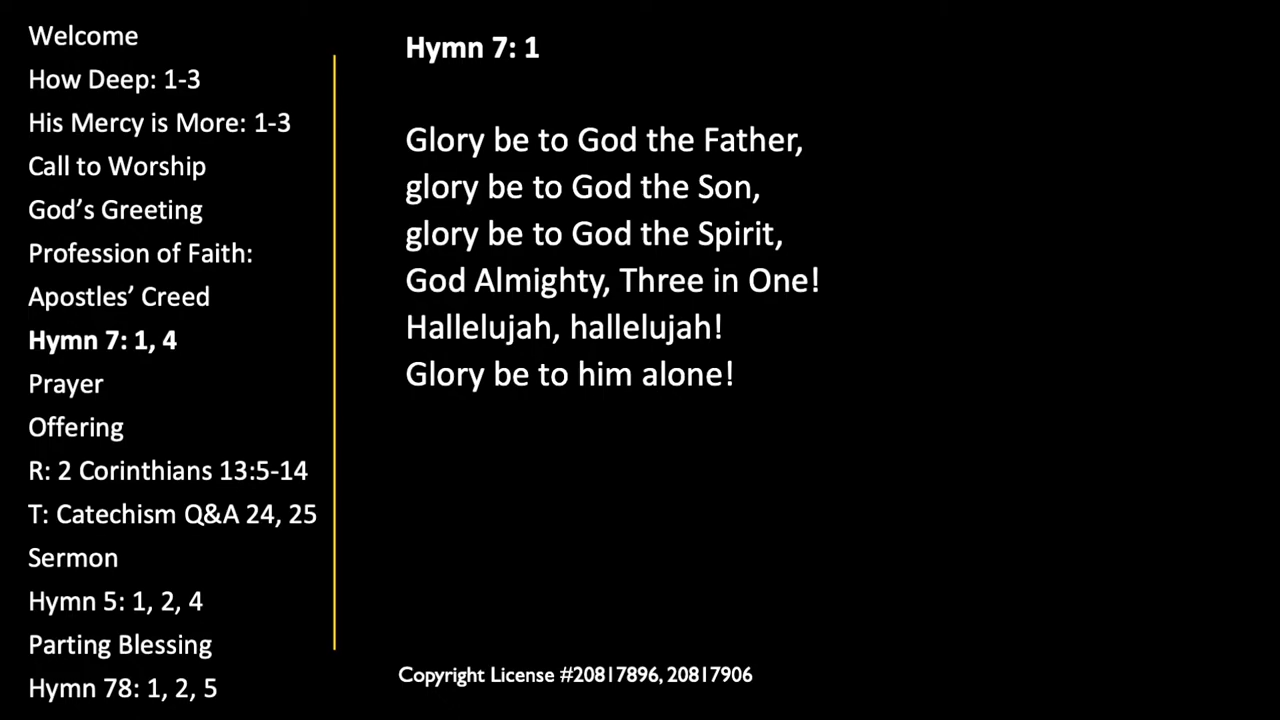 Welcome
How Deep: 1-3
His Mercy is More: 1-3
Call to Worship
God's Greeting
Profession of Faith:
Apostles' Creed
Hymn 7: 1, 4
Prayer
Offering
R: 2 Corinthians 13:5-14
T: Catechism Q&A 24, 25
Sermon
Hymn 5: 1, 2, 4
Parting Blessing
Hymn 78: 1, 2, 5
Hymn 7: 1
Glory be to God the Father,
glory be to God the Son,
glory be to God the Spirit,
God Almighty, Three in One!
Hallelujah, hallelujah!
Glory be to him alone!
Copyright License #20817896, 20817906